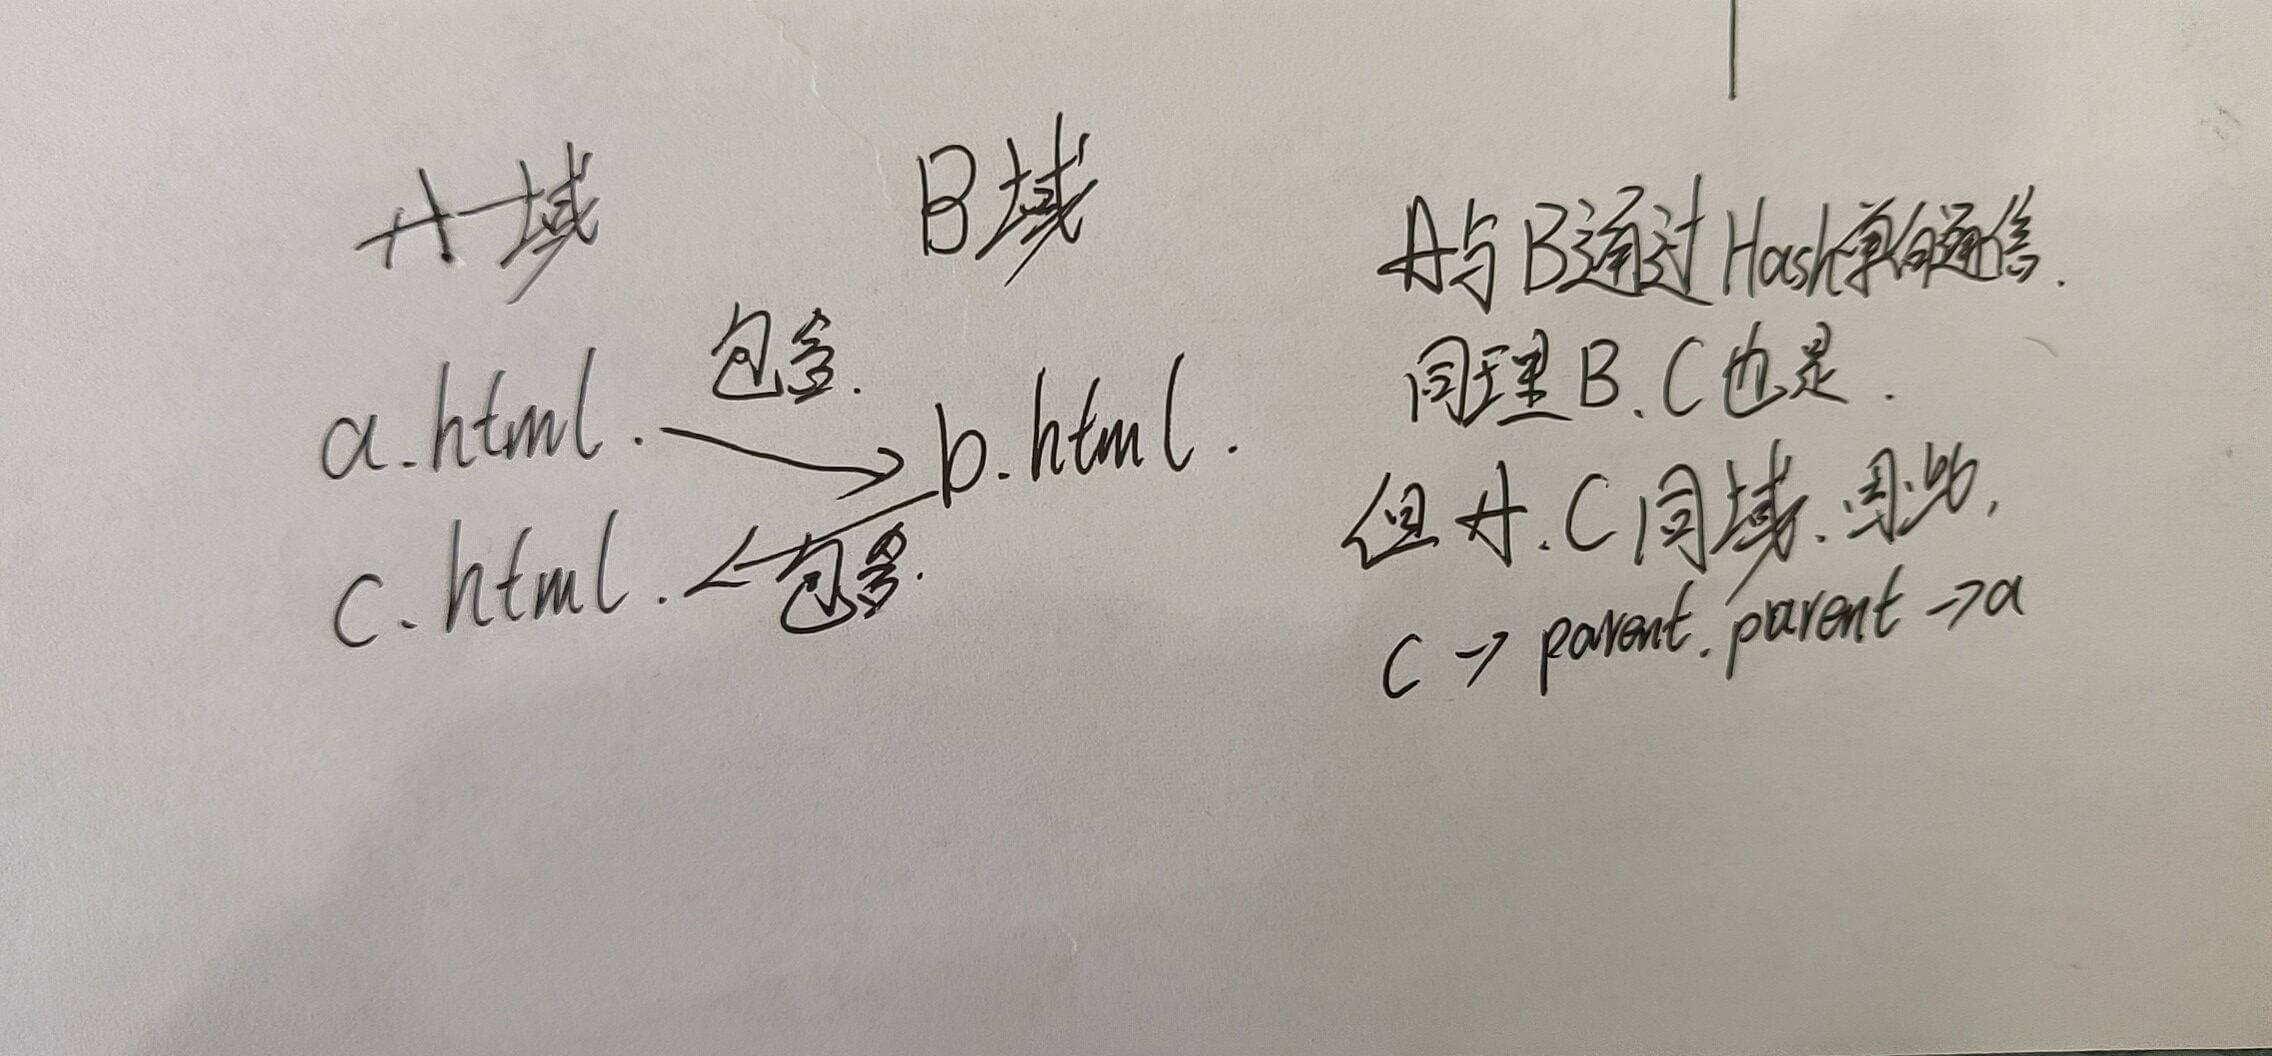 A域 B域
包含.
a.html. b.html.
c.html. 包含.
A与B通过Hash单向通信.
同理B.C也是.
但A.C同域、因此,
C → parent.parent → a